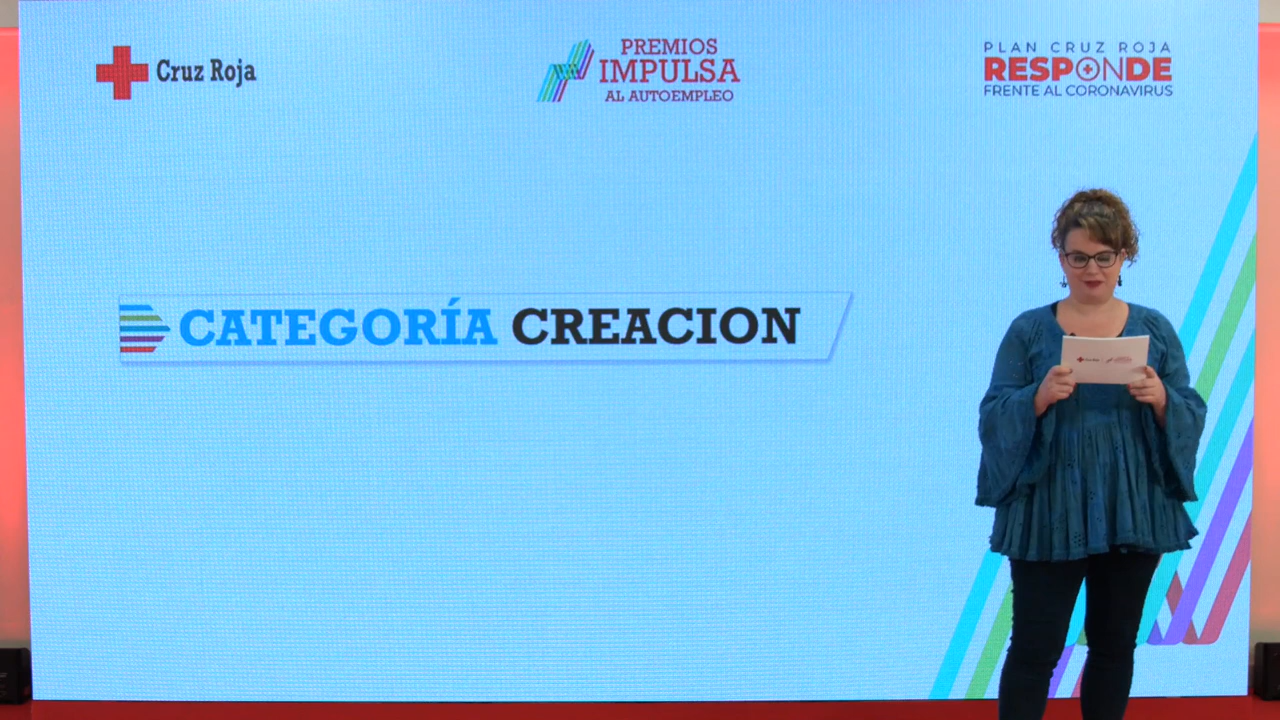 Cruz Roja
PREMIOS
IMPULSA
AL AUTOEMPLEO
PLAN CRUZ ROJA
RESPONDE
FRENTE AL CORONAVIRUS
CATEGORÍA CREACION